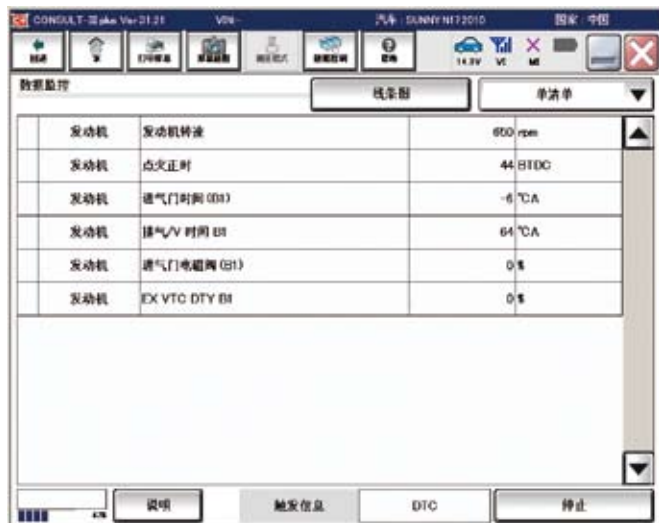 CONSULT-III plus Ver 21.21 VIN:- 汽车 : SUNNY N17 2010 国家 : 中国
14.3V VI MI
数据监控 线条图 单清单
发动机 发动机转速 650 rpm
发动机 点火正时 44 BTDC
发动机 进气门时间 (B1) -6 ℃A
发动机 排气/V 时间 B1 64 ℃A
发动机 进气门电磁阀 (B1) 0 %
发动机 EX VTC DTY B1 0 %
说明 触发信息 DTC 停止